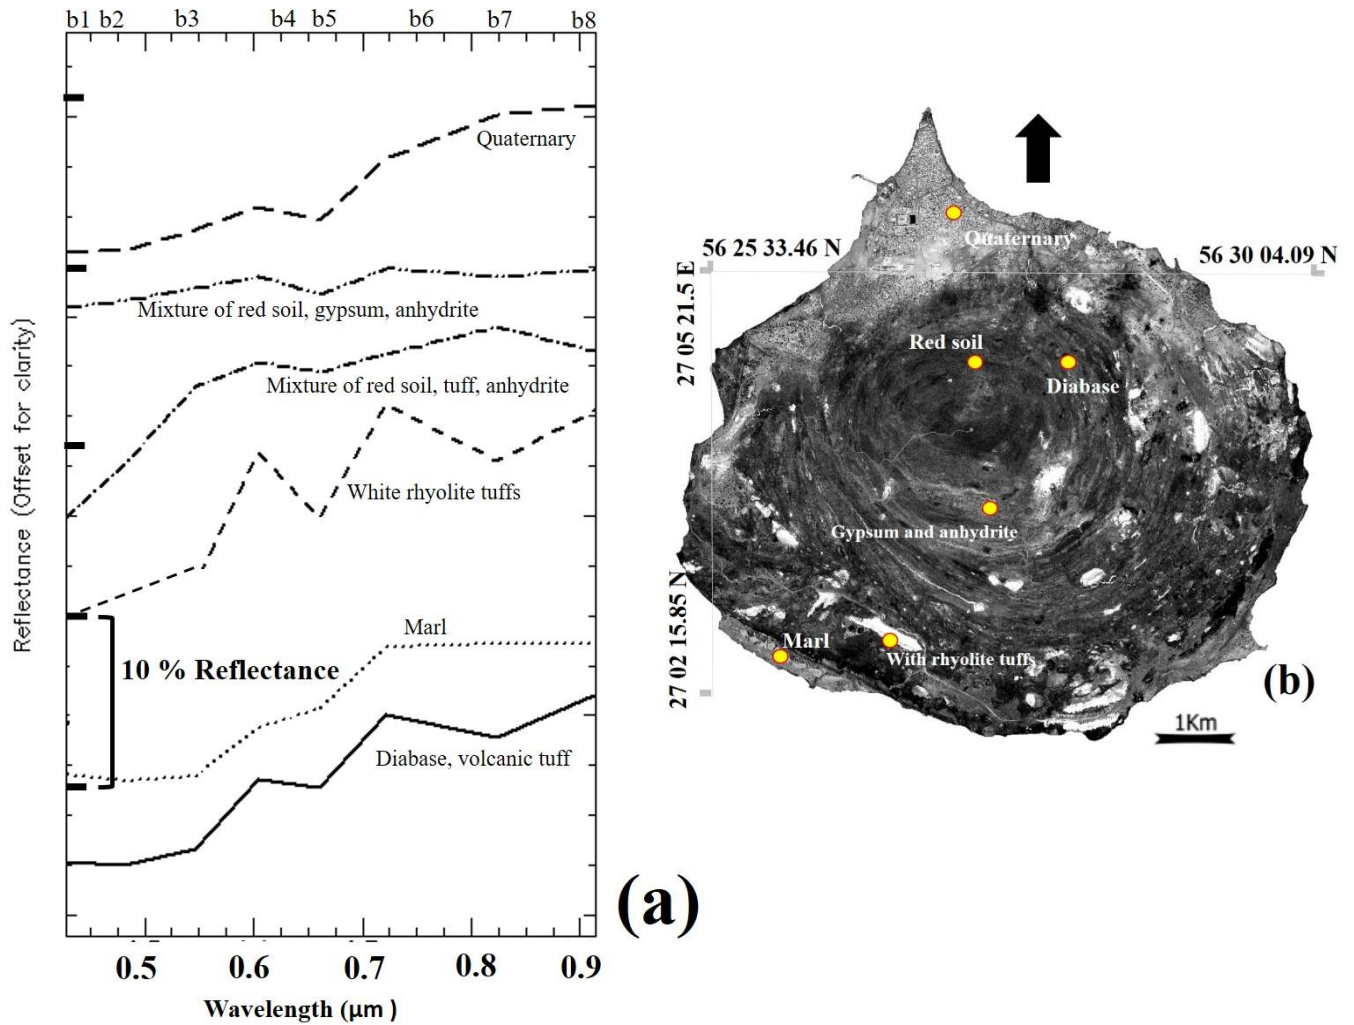 b1 b2 b3 b4 b5 b6 b7 b8
Quaternary
Mixture of red soil, gypsum, anhydrite
Mixture of red soil, tuff, anhydrite
White rhyolite tuffs
Marl
10 % Reflectance
Diabase, volcanic tuff
Reflectance (Offset for clarity)
0.5 0.6 0.7 0.8 0.9
Wavelength (µm )
(a)
Quaternary
56 25 33.46 N
56 30 04.09 N
27 05 21.5 E
Red soil
Diabase
Gypsum and anhydrite
27 02 15.85 N
Marl
With rhyolite tuffs
(b)
1Km